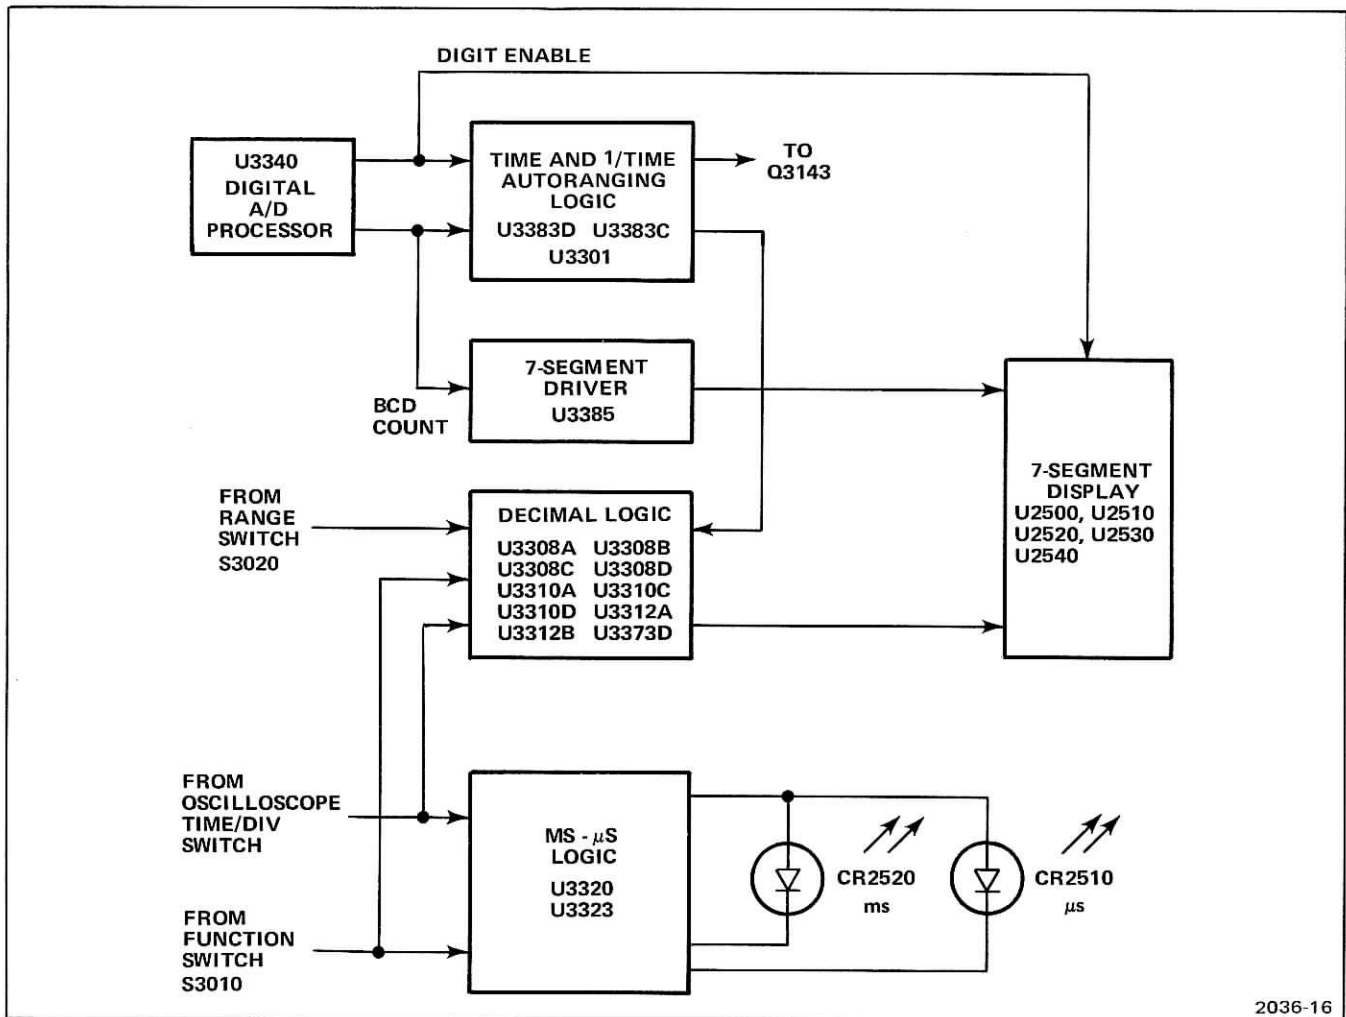 DIGIT ENABLE
U3340
DIGITAL
A/D
PROCESSOR
TIME AND 1/TIME
AUTORANGING
LOGIC
U3383D U3383C
U3301
TO
Q3143
7-SEGMENT
DRIVER
U3385
BCD
COUNT
7-SEGMENT
DISPLAY
U2500, U2510
U2520, U2530
U2540
FROM
RANGE
SWITCH
S3020
DECIMAL LOGIC
U3308A U3308B
U3308C U3308D
U3310A U3310C
U3310D U3312A
U3312B U3373D
FROM
OSCILLOSCOPE
TIME/DIV
SWITCH
FROM
FUNCTION
SWITCH
S3010
MS - µS
LOGIC
U3320
U3323
CR2520
ms
CR2510
µs
2036-16